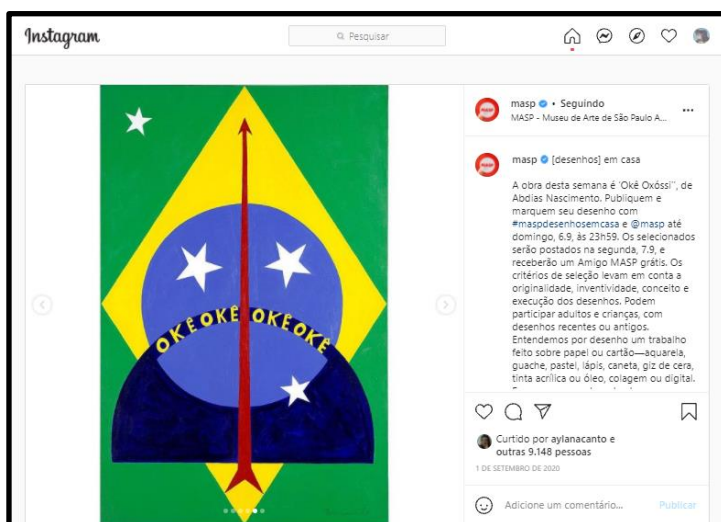 Instagram
Pesquisar
masp • Seguindo
MASP - Museu de Arte de São Paulo A...
masp [desenhos] em casa
A obra desta semana é 'Okê Oxóssi", de
Abdias Nascimento. Publiquem e
marquem seu desenho com
#maspdesenhosemcasa e @masp até
domingo, 6.9, às 23h59. Os selecionados
serão postados na segunda, 7.9, e
receberão um Amigo MASP grátis. Os
critérios de seleção levam em conta a
originalidade, inventividade, conceito e
execução dos desenhos. Podem
participar adultos e crianças, com
desenhos recentes ou antigos.
Entendemos por desenho um trabalho
feito sobre papel ou cartão—aquarela,
guache, pastel, lápis, caneta, giz de cera,
tinta acrílica ou óleo, colagem ou digital.
OKÊ OKÊ OKÊ OKÊ
Curtido por aylanacanto e
outras 9.148 pessoas
1 DE SETEMBRO DE 2020
Adicione um comentário... Publicar